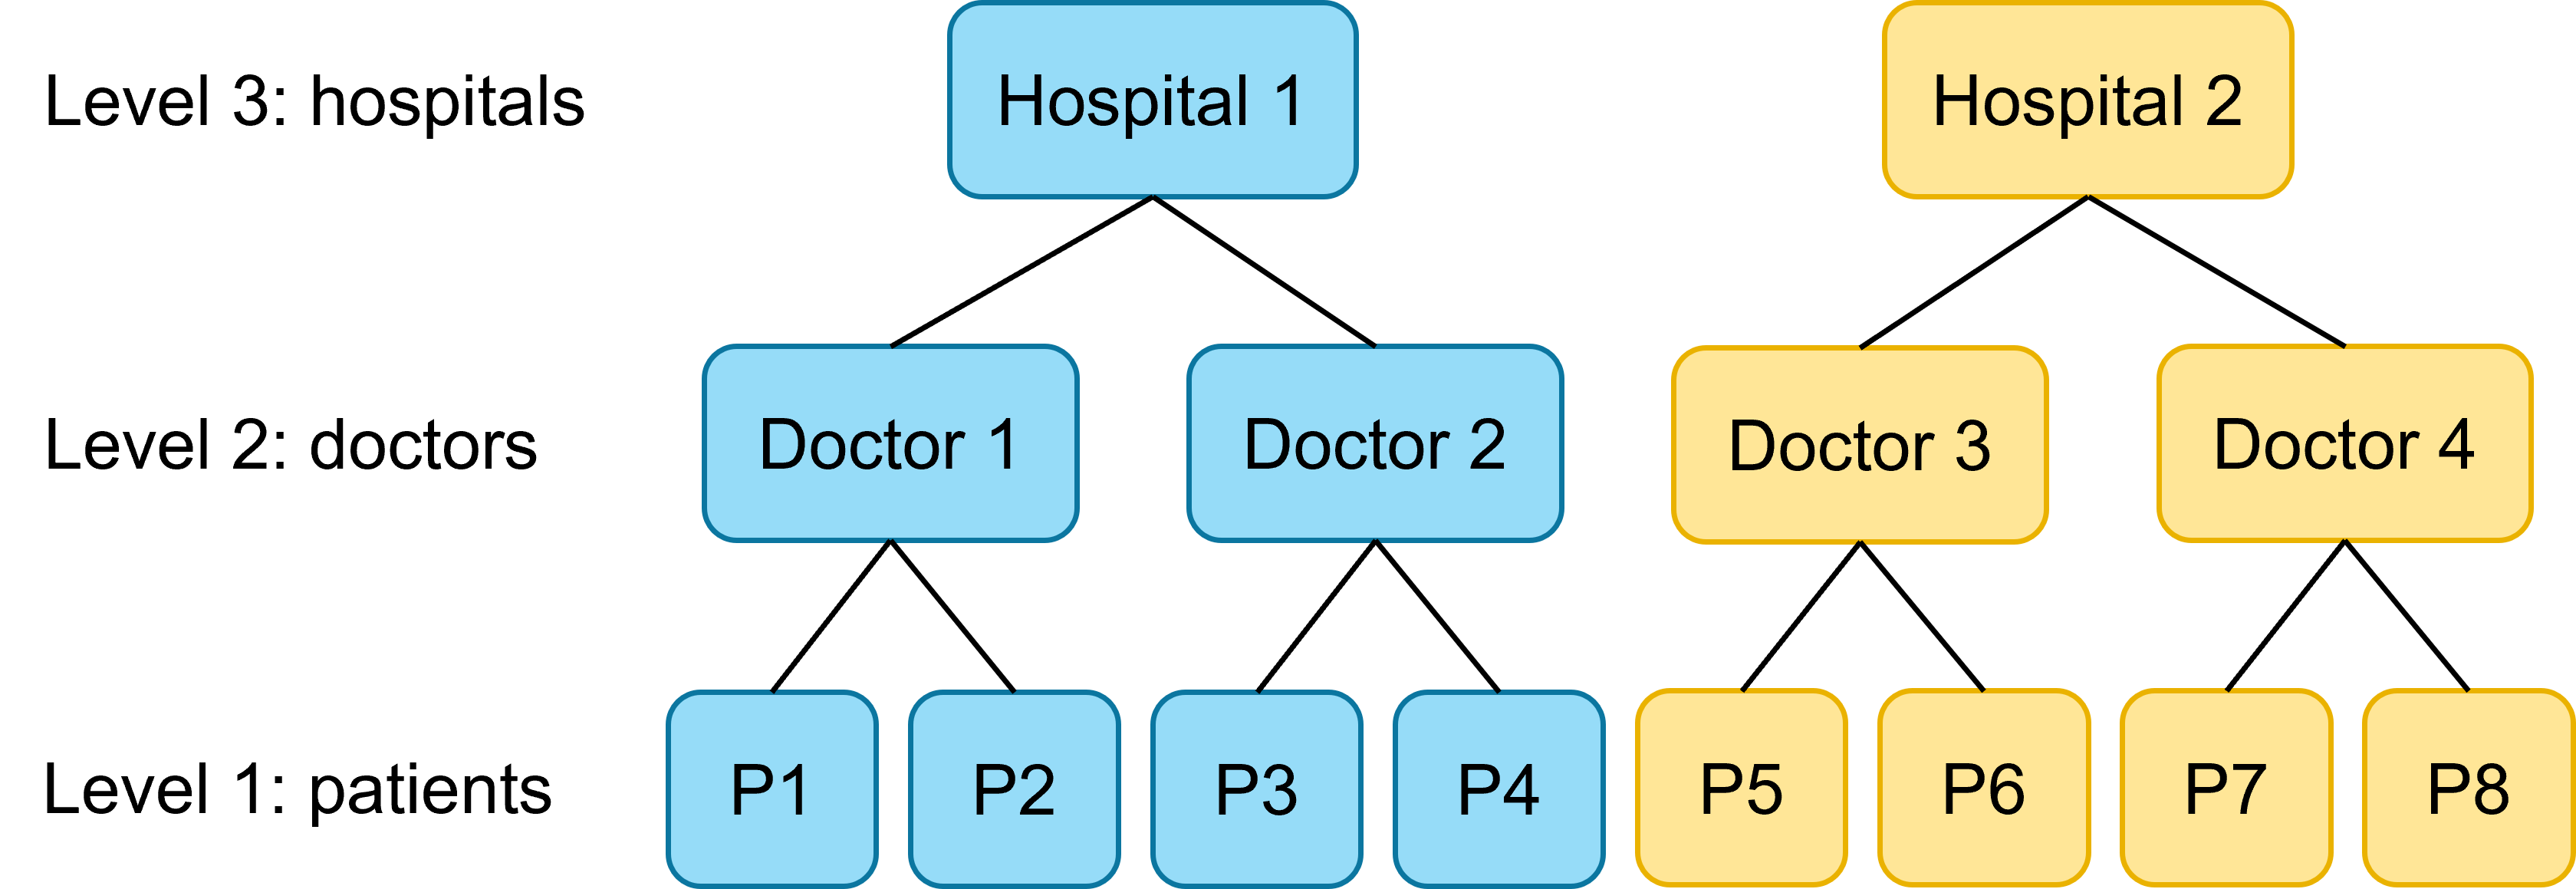 Level 3: hospitals
Hospital 1
Hospital 2
Level 2: doctors
Doctor 1
Doctor 2
Doctor 3
Doctor 4
Level 1: patients
P1
P2
P3
P4
P5
P6
P7
P8